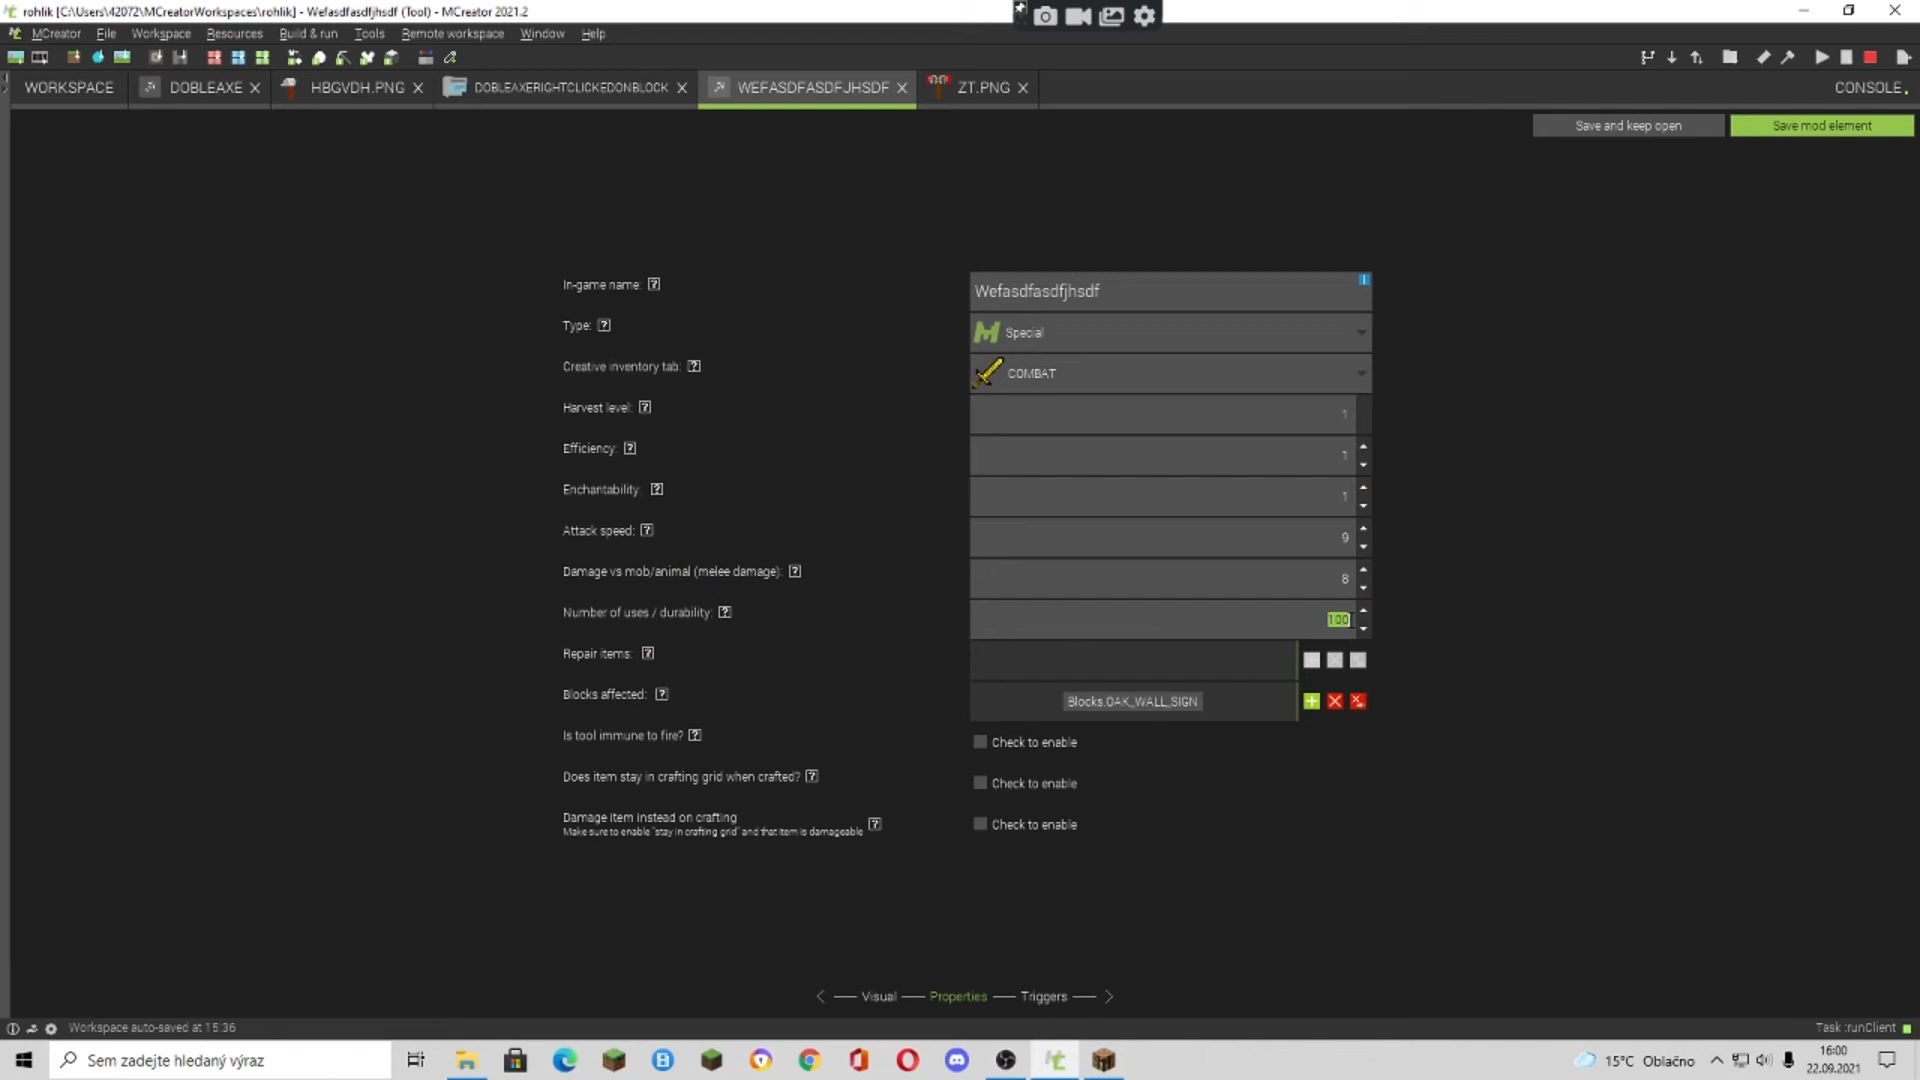 rohlik [C:\Users\42072\MCreatorWorkspaces\rohlik] - Wefasdfasdfjhsdf (Tool) - MCreator 2021.2
MCreator File Workspace Resources Build & run Tools Remote workspace Window Help
WORKSPACE DOBLEAXE HBGVDH.PNG DOBLEAXERIGHTCLICKEDONBLOCK WEFASDFASDFJHSDF ZT.PNG CONSOLE
Save and keep open Save mod element
In-game name: Wefasdfasdfjhsdf
Type: Special
Creative inventory tab: COMBAT
Harvest level: 1
Efficiency: 1
Enchantability: 1
Attack speed: 9
Damage vs mob/animal (melee damage): 8
Number of uses / durability: 100
Repair items:
Blocks affected: Blocks.OAK_WALL_SIGN
Is tool immune to fire? Check to enable
Does item stay in crafting grid when crafted? Check to enable
Damage item instead on crafting Check to enable
Make sure to enable "stay in crafting grid" and that item is damageable
Visual Properties Triggers
Workspace auto-saved at 15:36 Task :runClient
Sem zadejte hledaný výraz 15°C Oblačno 16:00
22.09.2021